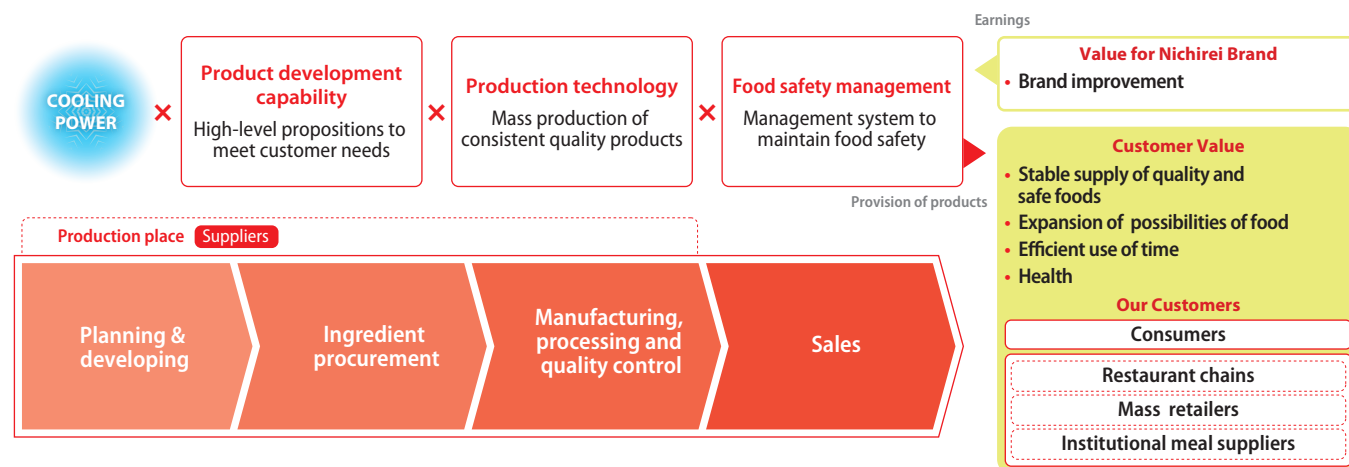 COOLING
POWER
×
Product development
capability
High-level propositions to
meet customer needs
×
Production technology
Mass production of
consistent quality products
×
Food safety management
Management system to
maintain food safety
Earnings
Value for Nichirei Brand
• Brand improvement
Provision of products
Customer Value
• Stable supply of quality and
safe foods
• Expansion of possibilities of food
• Efficient use of time
• Health
Our Customers
Consumers
Restaurant chains
Mass retailers
Institutional meal suppliers
Production place Suppliers
Planning &
developing
Ingredient
procurement
Manufacturing,
processing and
quality control
Sales